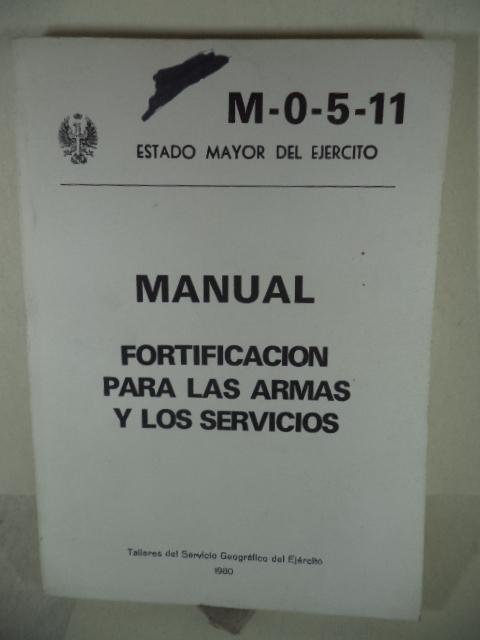 M-0-5-11
ESTADO MAYOR DEL EJERCITO
MANUAL
FORTIFICACION
PARA LAS ARMAS
Y LOS SERVICIOS
Talleres del Servicio Geográfico del Ejército
1980